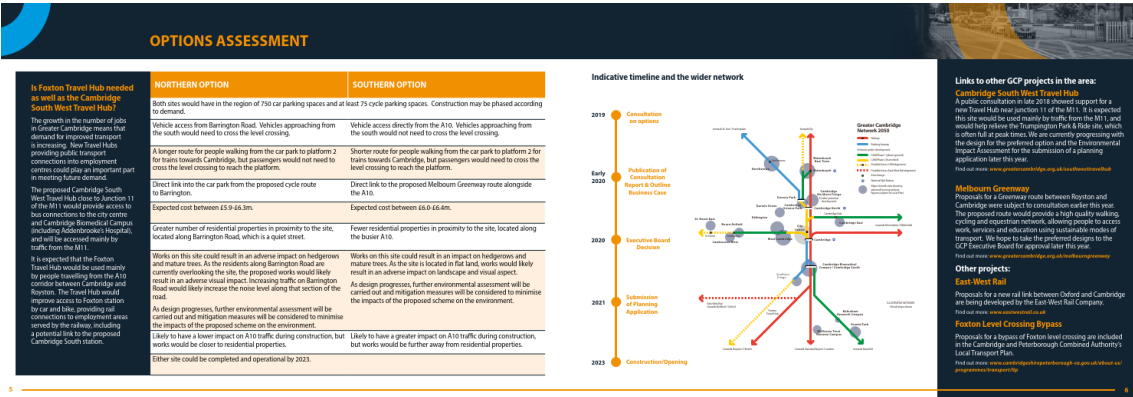 OPTIONS ASSESSMENT
Is Foxton Travel Hub needed
as well as the Cambridge
South West Travel Hub?
The growth in the number of jobs
in Greater Cambridge means that
demand for improved transport
is increasing. New Travel Hubs
providing public transport
connections into employment
centres could play an important part
in meeting future demand.
The proposed Cambridge South
West Travel Hub close to Junction 11
of the M11 would provide access to
bus connections to the city centre
and Cambridge Biomedical Campus
(including Addenbrooke's Hospital),
and will be accessed mainly by
traffic from the M11.
It is expected that the Foxton
Travel Hub would be used mainly
by people travelling from the A10
corridor between Cambridge and
Royston. The Travel Hub would
improve access to Foxton station
by car and bike, providing rail
connections to employment areas
served by the railway, including
a potential link to the proposed
Cambridge South station.
NORTHERN OPTION
SOUTHERN OPTION
Both sites would have in the region of 750 car parking spaces and at least 75 cycle parking spaces. Construction may be phased according
to demand.
Vehicle access from Barrington Road. Vehicles approaching from
the south would need to cross the level crossing.
Vehicle access directly from the A10. Vehicles approaching from
the south would not need to cross the level crossing.
A longer route for people walking from the car park to platform 2
for trains towards Cambridge, but passengers would not need to
cross the level crossing to reach the platform.
Shorter route for people walking from the car park to platform 2 for
trains towards Cambridge, but passengers would need to cross the
level crossing to reach the platform.
Direct link into the car park from the proposed cycle route
to Barrington.
Direct link to the proposed Melbourn Greenway route alongside
the A10.
Expected cost between £5.9-£6.3m.
Expected cost between £6.0-£6.4m.
Greater number of residential properties in proximity to the site,
located along Barrington Road, which is a quiet street.
Fewer residential properties in proximity to the site, located along
the busier A10.
Works on this site could result in an adverse impact on hedgerows
and mature trees. As the residents along Barrington Road are
currently overlooking the site, the proposed works would likely
result in an adverse visual impact. Increasing traffic on Barrington
Road would likely increase the noise level along that section of the
road.
As design progresses, further environmental assessment will be
carried out and mitigation measures will be considered to minimise
the impacts of the proposed scheme on the environment.
Works on this site could result in an adverse impact on hedgerows and
mature trees. As the site is located in flat land, works would likely
result in an adverse impact on landscape and visual aspect.
As design progresses, further environmental assessment will be
carried out and mitigation measures will be considered to minimise
the impacts of the proposed scheme on the environment.
Likely to have a lower impact on A10 traffic during construction, but
works would be closer to residential properties.
Likely to have a greater impact on A10 traffic during construction,
but works would be further away from residential properties.
Either site could be completed and operational by 2023.
5
Indicative timeline and the wider network
2019
Consultation
on options
Early
2020
Publication of
Consultation
Report & Outline
Business Case
2020
Executive Board
Decision
2021
Submission
of Planning
Application
2023
Construction/Opening
Greater Cambridge
Network 2050
Links to other GCP projects in the area:
Cambridge South West Travel Hub
A public consultation in late 2018 showed support for a
new Travel Hub near junction 11 of the M11. It is expected
this site would be used mainly by traffic from the M11, and
would help relieve the Trumpington Park & Ride site, which
is often full at peak times. We are currently progressing with
the design for the preferred option and the Environmental
Impact Assessment for the submission of a planning
application later this year.
Find out more: www.greatercambridge.org.uk/southwesttravelhub
Melbourn Greenway
Proposals for a Greenway route between Royston and
Cambridge were subject to consultation earlier this year.
The proposed route would provide a high quality walking,
cycling and equestrian network, allowing people to access
work, services and education using sustainable modes of
transport. We hope to take the preferred designs to the
GCP Executive Board for approval later this year.
Find out more: www.greatercambridge.org.uk/melbourngreenway
Other projects:
East-West Rail
Proposals for a new rail link between Oxford and Cambridge
are being developed by the East-West Rail Company.
Find out more: www.eastwestrail.co.uk
Foxton Level Crossing Bypass
Proposals for a bypass of Foxton level crossing are included
in the Cambridge and Peterborough Combined Authority's
Local Transport Plan.
Find out more: www.cambridgeshirepeterborough-ca.gov.uk/about-us/
programmes/transport/ltp
6